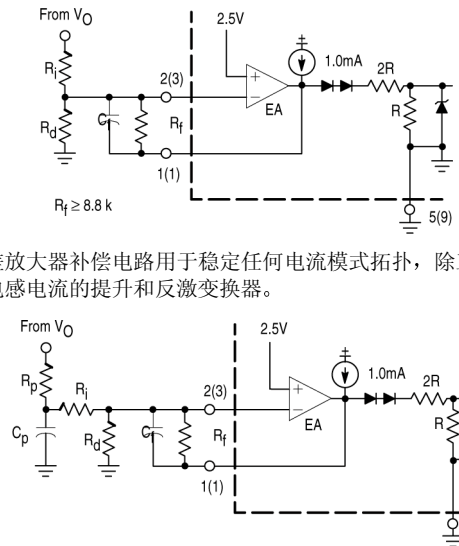 From VO
2.5V
1.0mA
Ri
2(3)
2R
EA
R
Rd
Cf
Rf
1(1)
Rf ≥ 8.8 k
5(9)
差放大器补偿电路用于稳定任何电流模式拓扑，除
电感电流的提升和反激变换器。
From VO
2.5V
1.0mA
Rp
Ri
2(3)
2R
Cp
Rd
Cf
Rf
EA
R
1(1)